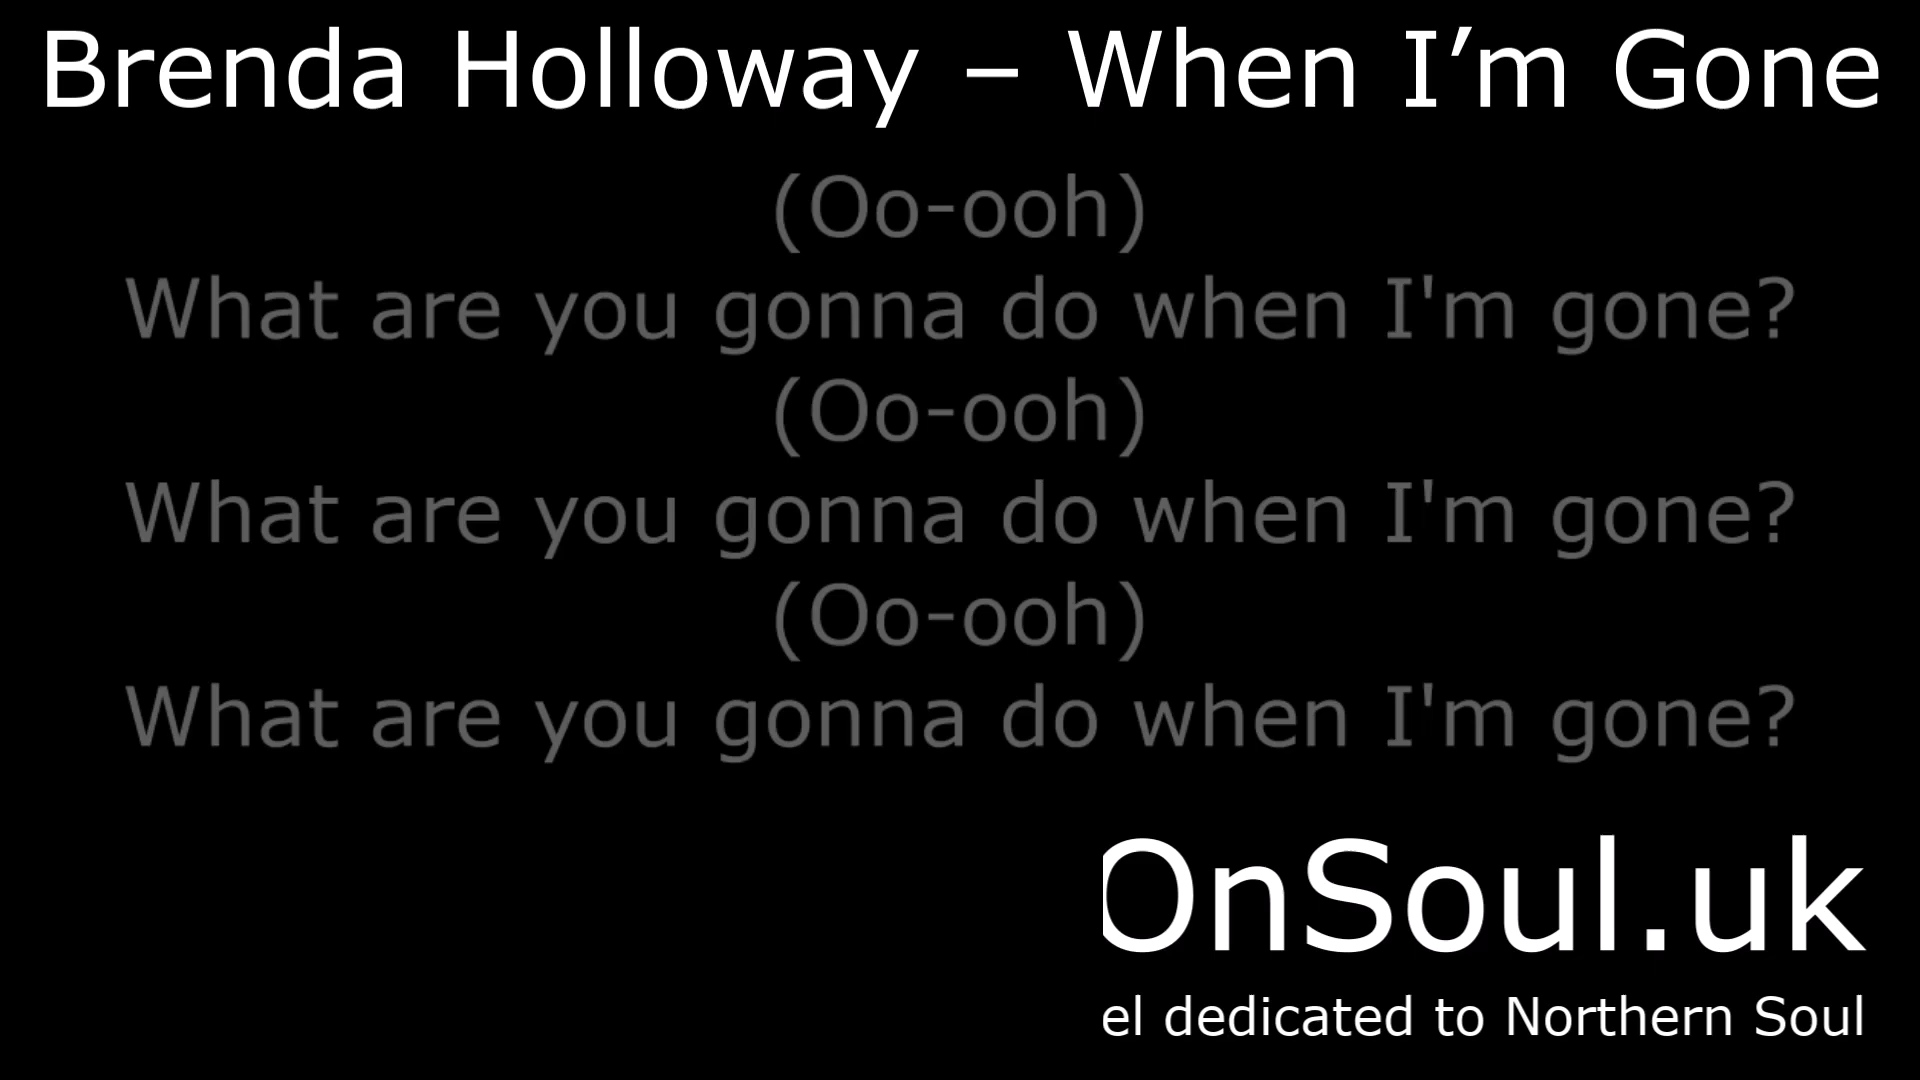 Brenda Holloway – When I’m Gone
(Oo-ooh)
What are you gonna do when I'm gone?
(Oo-ooh)
What are you gonna do when I'm gone?
(Oo-ooh)
What are you gonna do when I'm gone?
OnSoul.uk
el dedicated to Northern Soul